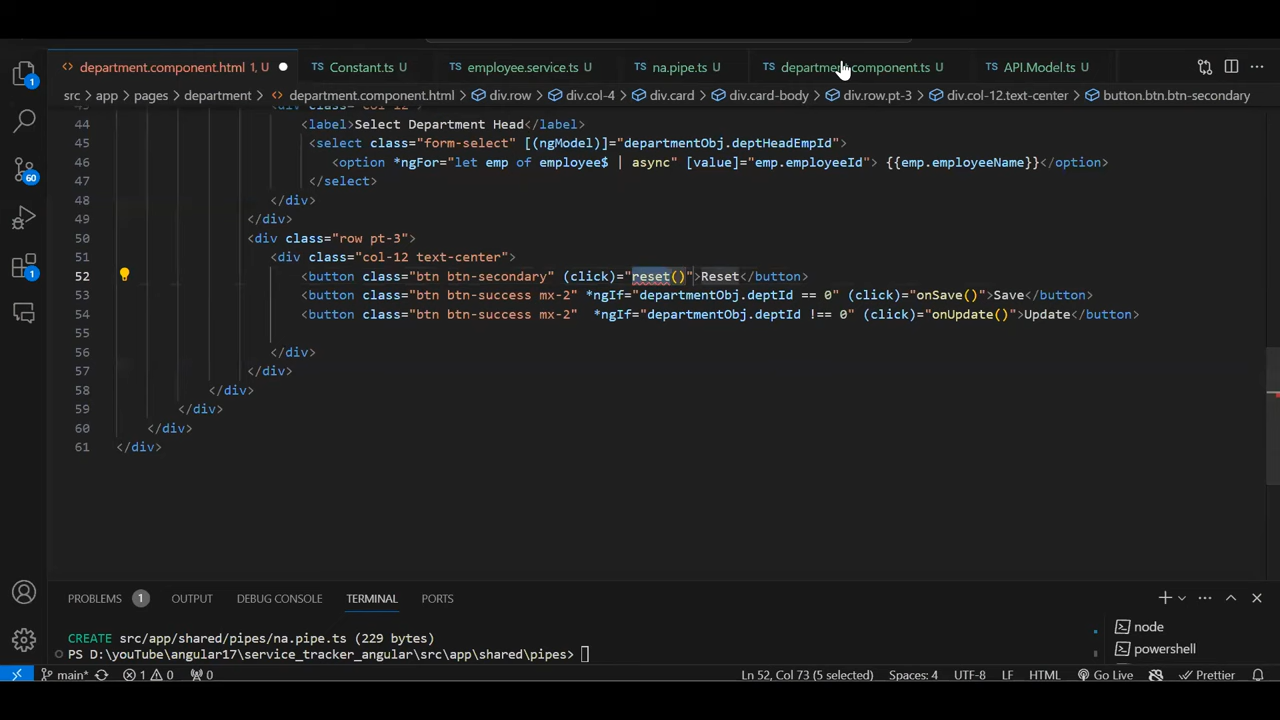 department.component.html 1, U
TS Constant.ts U
TS employee.service.ts U
TS na.pipe.ts U
TS department.component.ts U
TS API.Model.ts U
src > app > pages > department > department.component.html > div.row > div.col-4 > div.card > div.card-body > div.row.pt-3 > div.col-12.text-center > button.btn.btn-secondary
44 <label>Select Department Head</label>
45 <select class="form-select" [(ngModel)]="departmentObj.deptHeadEmpId">
46 <option *ngFor="let emp of employee$ | async" [value]="emp.employeeId"> {{emp.employeeName}}</option>
47 </select>
48 </div>
49 </div>
50 <div class="row pt-3">
51 <div class="col-12 text-center">
52 <button class="btn btn-secondary" (click)="reset()">Reset</button>
53 <button class="btn btn-success mx-2" *ngIf="departmentObj.deptId == 0" (click)="onSave()">Save</button>
54 <button class="btn btn-success mx-2"  *ngIf="departmentObj.deptId !== 0" (click)="onUpdate()">Update</button>
55
56 </div>
57 </div>
58 </div>
59 </div>
60 </div>
61 </div>
1
60
1
PROBLEMS 1 OUTPUT DEBUG CONSOLE TERMINAL PORTS
CREATE src/app/shared/pipes/na.pipe.ts (229 bytes)
PS D:\youTube\angular17\service_tracker_angular\src\app\shared\pipes>
node
powershell
main* 1 0 0 Ln 52, Col 73 (5 selected) Spaces: 4 UTF-8 LF HTML Go Live Prettier